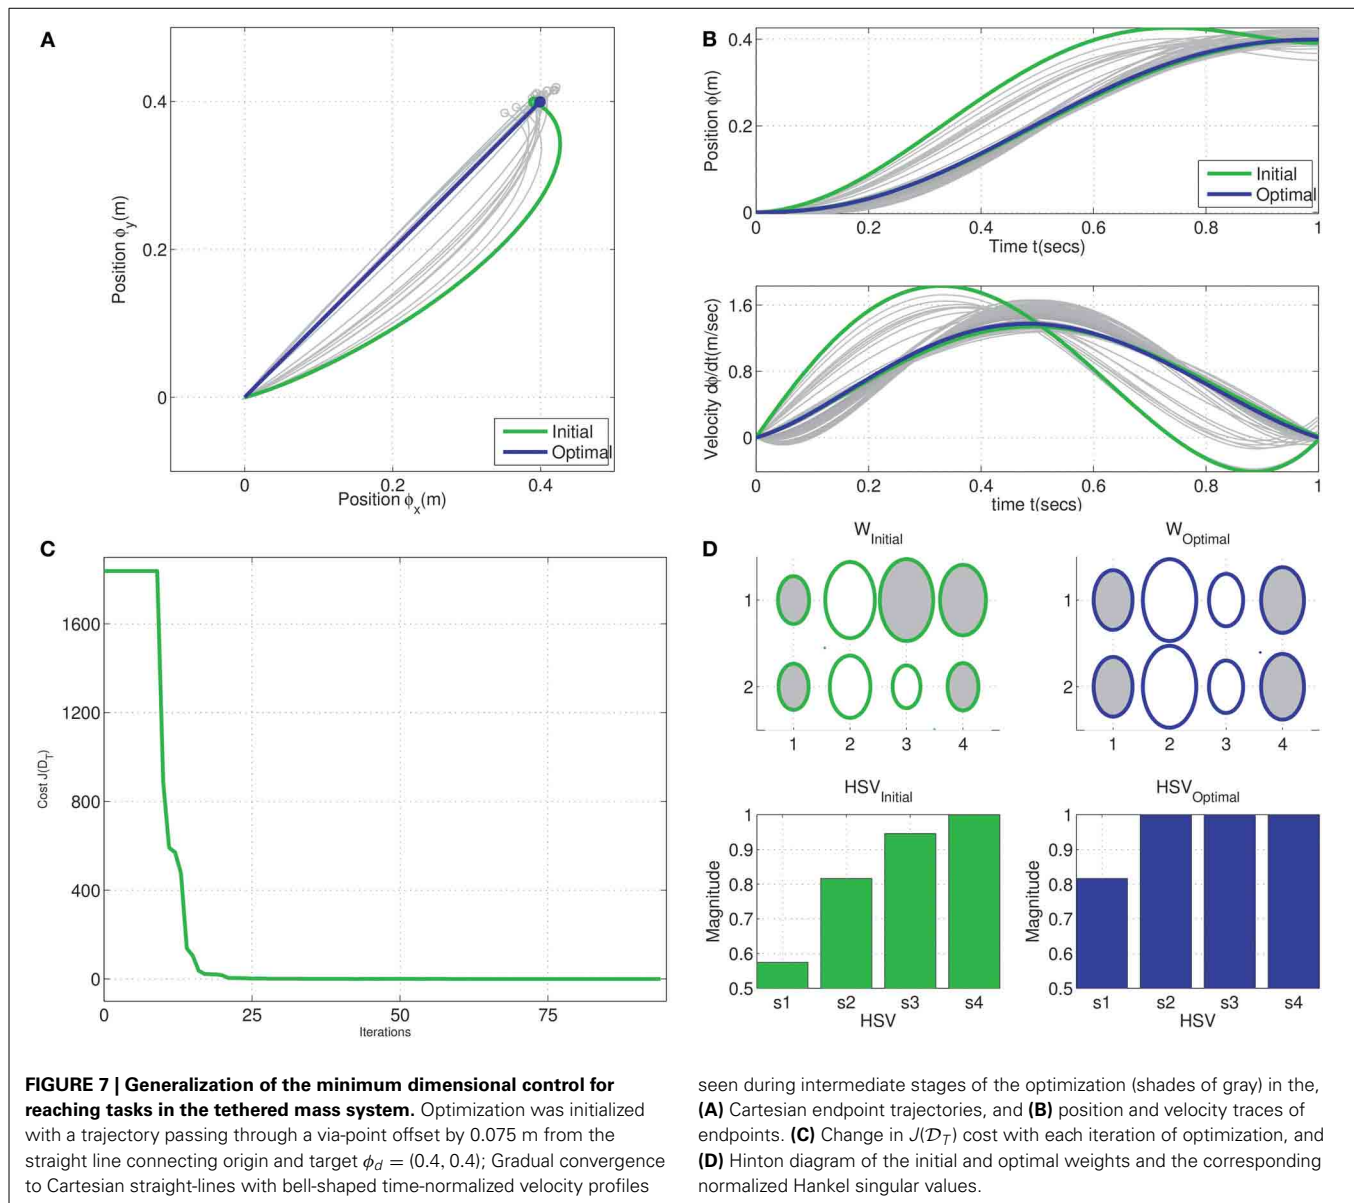 A
Position ϕy(m)
0.4
0.2
0
0
0.2
0.4
Position ϕx(m)
Initial
Optimal
B
Position ϕ(m)
0.4
0.2
0
0
0.2
0.4
0.6
0.8
1
Time t(secs)
Initial
Optimal
Velocity dϕ/dt(m/sec)
1.6
0.8
0
0
0.2
0.4
0.6
0.8
1
time t(secs)
C
Cost J(DT)
1600
1200
800
400
0
0
25
50
75
Iterations
D
WInitial
1
2
1
2
3
4
WOptimal
1
2
1
2
3
4
HSVInitial
Magnitude
1
0.9
0.8
0.7
0.6
0.5
s1
s2
s3
s4
HSV
HSVOptimal
Magnitude
1
0.9
0.8
0.7
0.6
0.5
s1
s2
s3
s4
HSV
FIGURE 7 | Generalization of the minimum dimensional control for
reaching tasks in the tethered mass system. Optimization was initialized
with a trajectory passing through a via-point offset by 0.075 m from the
straight line connecting origin and target ϕd = (0.4, 0.4); Gradual convergence
to Cartesian straight-lines with bell-shaped time-normalized velocity profiles
seen during intermediate stages of the optimization (shades of gray) in the,
(A) Cartesian endpoint trajectories, and (B) position and velocity traces of
endpoints. (C) Change in J(DT) cost with each iteration of optimization, and
(D) Hinton diagram of the initial and optimal weights and the corresponding
normalized Hankel singular values.